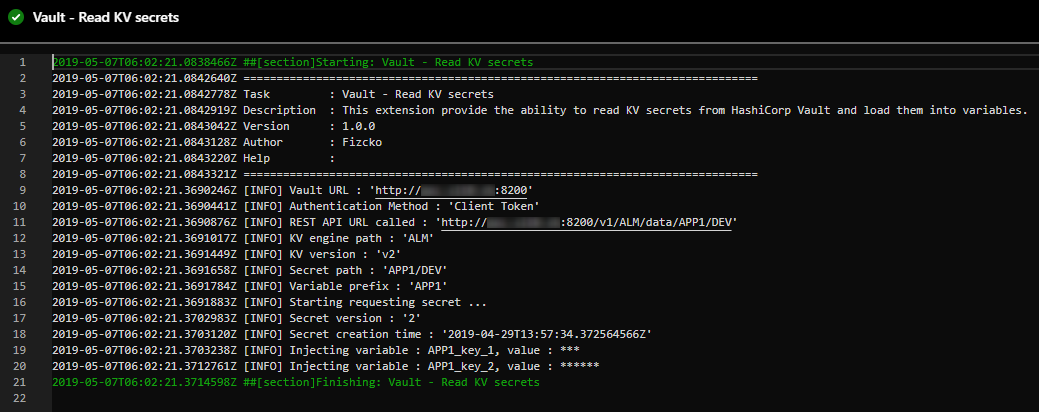 Vault - Read KV secrets
1 2019-05-07T06:02:21.0838466Z ##[section]Starting: Vault - Read KV secrets
2 2019-05-07T06:02:21.0842640Z ==============================================================================
3 2019-05-07T06:02:21.0842778Z Task         : Vault - Read KV secrets
4 2019-05-07T06:02:21.0842919Z Description  : This extension provide the ability to read KV secrets from HashiCorp Vault and load them into variables.
5 2019-05-07T06:02:21.0843042Z Version      : 1.0.0
6 2019-05-07T06:02:21.0843128Z Author       : Fizcko
7 2019-05-07T06:02:21.0843220Z Help         :
8 2019-05-07T06:02:21.0843321Z ==============================================================================
9 2019-05-07T06:02:21.3690246Z [INFO] Vault URL : 'http://:8200'
10 2019-05-07T06:02:21.3690441Z [INFO] Authentication Method : 'Client Token'
11 2019-05-07T06:02:21.3690876Z [INFO] REST API URL called : 'http://:8200/v1/ALM/data/APP1/DEV'
12 2019-05-07T06:02:21.3691017Z [INFO] KV engine path : 'ALM'
13 2019-05-07T06:02:21.3691449Z [INFO] KV version : 'v2'
14 2019-05-07T06:02:21.3691658Z [INFO] Secret path : 'APP1/DEV'
15 2019-05-07T06:02:21.3691784Z [INFO] Variable prefix : 'APP1'
16 2019-05-07T06:02:21.3691883Z [INFO] Starting requesting secret ...
17 2019-05-07T06:02:21.3702983Z [INFO] Secret version : '2'
18 2019-05-07T06:02:21.3703120Z [INFO] Secret creation time : '2019-04-29T13:57:34.372564566Z'
19 2019-05-07T06:02:21.3703238Z [INFO] Injecting variable : APP1_key_1, value : ***
20 2019-05-07T06:02:21.3712761Z [INFO] Injecting variable : APP1_key_2, value : ******
21 2019-05-07T06:02:21.3714598Z ##[section]Finishing: Vault - Read KV secrets
22